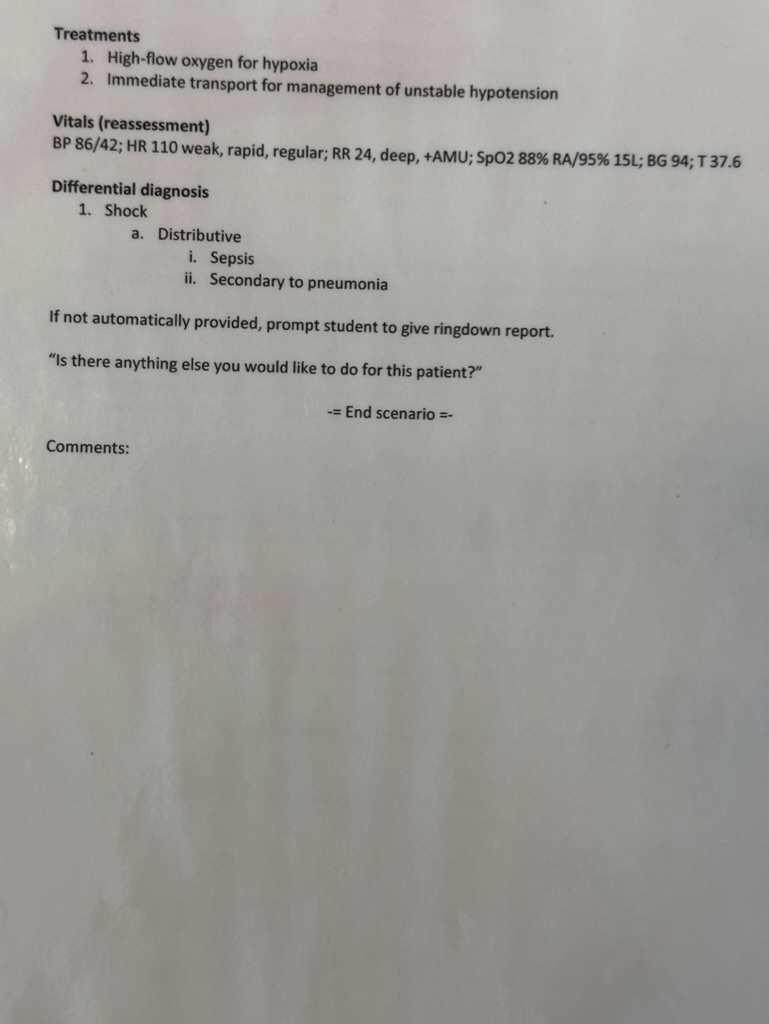 Treatments
1. High-flow oxygen for hypoxia
2. Immediate transport for management of unstable hypotension
Vitals (reassessment)
BP 86/42; HR 110 weak, rapid, regular; RR 24, deep, +AMU; SpO2 88% RA/95% 15L; BG 94; T 37.6
Differential diagnosis
1. Shock
a. Distributive
i. Sepsis
ii. Secondary to pneumonia
If not automatically provided, prompt student to give ringdown report.
“Is there anything else you would like to do for this patient?”
-= End scenario =-
Comments: